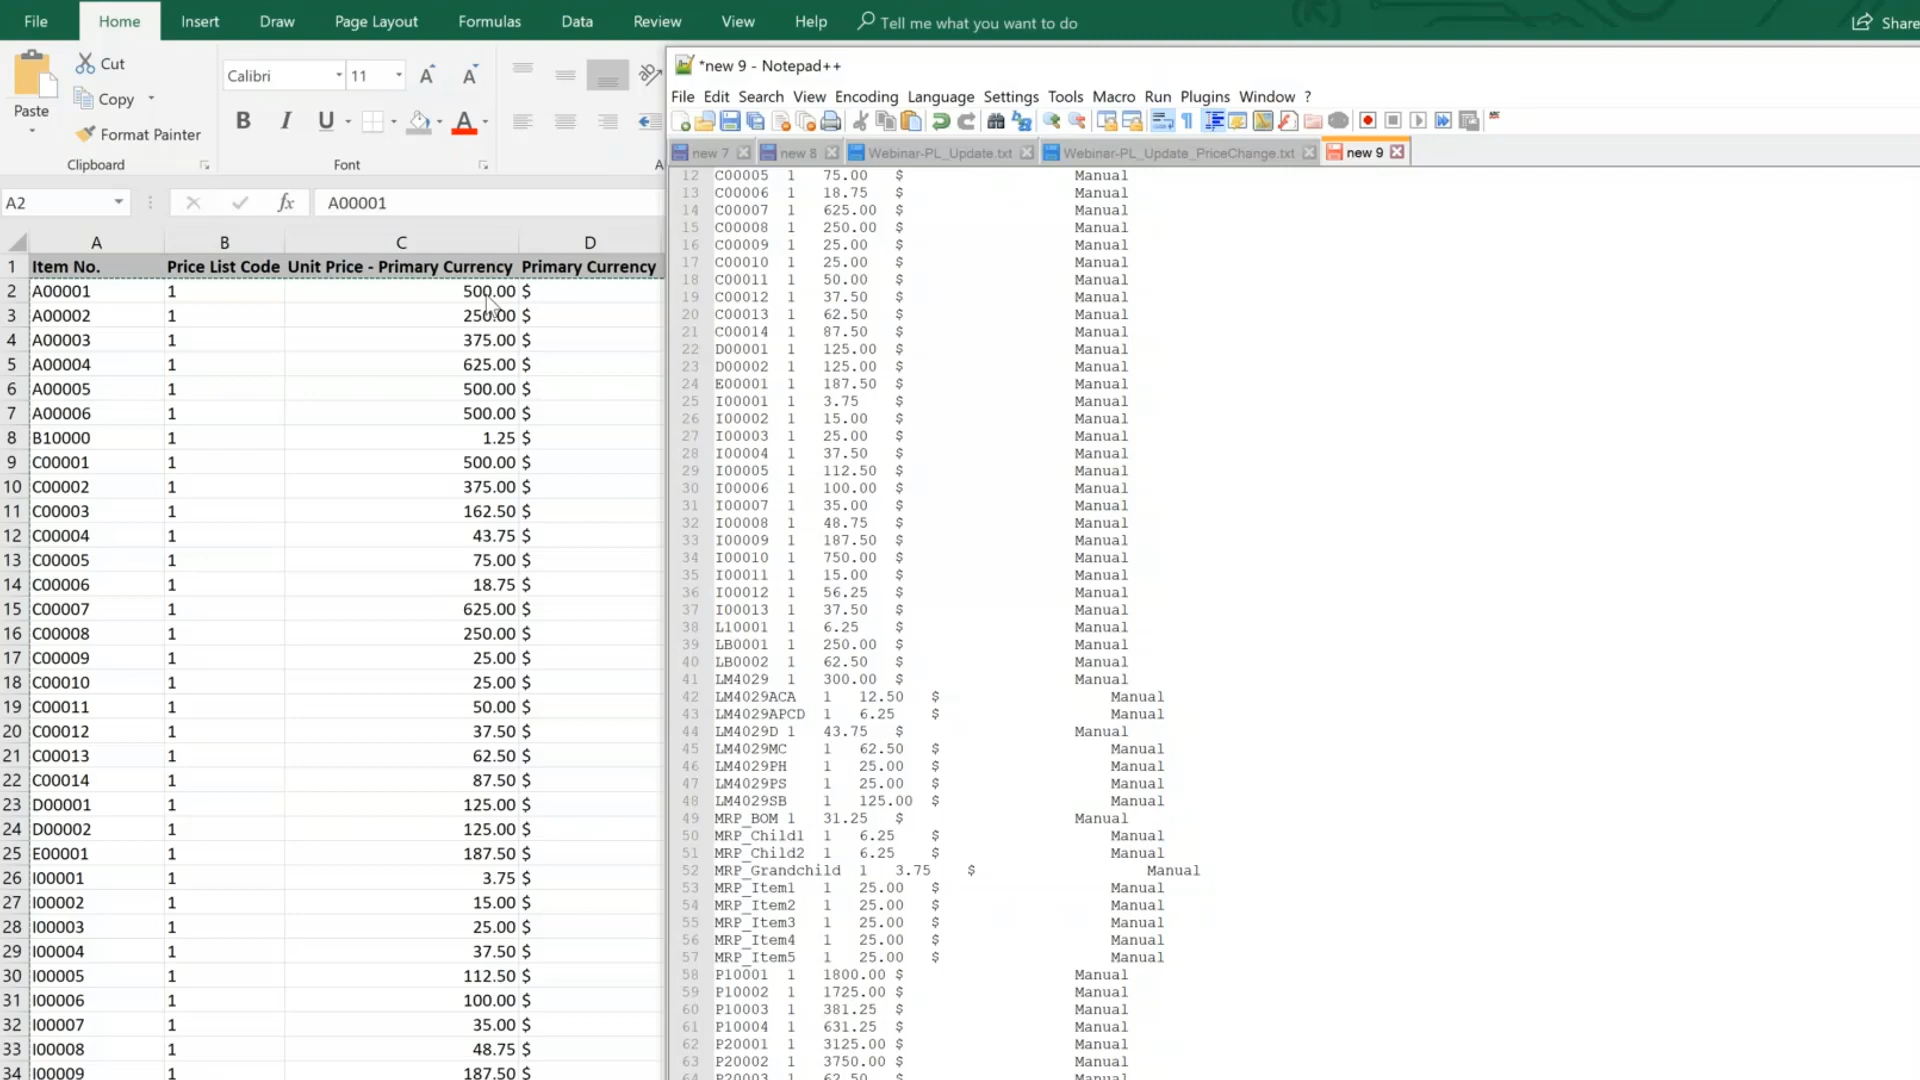 File Home Insert Draw Page Layout Formulas Data Review View Help Tell me what you want to do Share
Paste
Cut
Copy
Format Painter
Clipboard
Calibri 11
B I U
Font
A2 fx A00001
A B C D
1 Item No. Price List Code Unit Price - Primary Currency Primary Currency
2 A00001 1 500.00 $
3 A00002 1 250.00 $
4 A00003 1 375.00 $
5 A00004 1 625.00 $
6 A00005 1 500.00 $
7 A00006 1 500.00 $
8 B10000 1 1.25 $
9 C00001 1 500.00 $
10 C00002 1 375.00 $
11 C00003 1 162.50 $
12 C00004 1 43.75 $
13 C00005 1 75.00 $
14 C00006 1 18.75 $
15 C00007 1 625.00 $
16 C00008 1 250.00 $
17 C00009 1 25.00 $
18 C00010 1 25.00 $
19 C00011 1 50.00 $
20 C00012 1 37.50 $
21 C00013 1 62.50 $
22 C00014 1 87.50 $
23 D00001 1 125.00 $
24 D00002 1 125.00 $
25 E00001 1 187.50 $
26 I00001 1 3.75 $
27 I00002 1 15.00 $
28 I00003 1 25.00 $
29 I00004 1 37.50 $
30 I00005 1 112.50 $
31 I00006 1 100.00 $
32 I00007 1 35.00 $
33 I00008 1 48.75 $
34 I00009 1 187.50 $
*new 9 - Notepad++
File Edit Search View Encoding Language Settings Tools Macro Run Plugins Window ?
new 7 new 8 Webinar-PL_Update.txt Webinar-PL_Update_PriceChange.txt new 9
12 C00005 1 75.00 $ Manual
13 C00006 1 18.75 $ Manual
14 C00007 1 625.00 $ Manual
15 C00008 1 250.00 $ Manual
16 C00009 1 25.00 $ Manual
17 C00010 1 25.00 $ Manual
18 C00011 1 50.00 $ Manual
19 C00012 1 37.50 $ Manual
20 C00013 1 62.50 $ Manual
21 C00014 1 87.50 $ Manual
22 D00001 1 125.00 $ Manual
23 D00002 1 125.00 $ Manual
24 E00001 1 187.50 $ Manual
25 I00001 1 3.75 $ Manual
26 I00002 1 15.00 $ Manual
27 I00003 1 25.00 $ Manual
28 I00004 1 37.50 $ Manual
29 I00005 1 112.50 $ Manual
30 I00006 1 100.00 $ Manual
31 I00007 1 35.00 $ Manual
32 I00008 1 48.75 $ Manual
33 I00009 1 187.50 $ Manual
34 I00010 1 750.00 $ Manual
35 I00011 1 15.00 $ Manual
36 I00012 1 56.25 $ Manual
37 I00013 1 37.50 $ Manual
38 L10001 1 6.25 $ Manual
39 LB0001 1 250.00 $ Manual
40 LB0002 1 62.50 $ Manual
41 LM4029 1 300.00 $ Manual
42 LM4029ACA 1 12.50 $ Manual
43 LM4029APCD 1 6.25 $ Manual
44 LM4029D 1 43.75 $ Manual
45 LM4029MC 1 62.50 $ Manual
46 LM4029PH 1 25.00 $ Manual
47 LM4029PS 1 25.00 $ Manual
48 LM4029SB 1 125.00 $ Manual
49 MRP_BOM 1 31.25 $ Manual
50 MRP_Child1 1 6.25 $ Manual
51 MRP_Child2 1 6.25 $ Manual
52 MRP_Grandchild 1 3.75 $ Manual
53 MRP_Item1 1 25.00 $ Manual
54 MRP_Item2 1 25.00 $ Manual
55 MRP_Item3 1 25.00 $ Manual
56 MRP_Item4 1 25.00 $ Manual
57 MRP_Item5 1 25.00 $ Manual
58 P10001 1 1800.00 $ Manual
59 P10002 1 1725.00 $ Manual
60 P10003 1 381.25 $ Manual
61 P10004 1 631.25 $ Manual
62 P20001 1 3125.00 $ Manual
63 P20002 1 3750.00 $ Manual
64 P20003 1 62.50 $ Manual